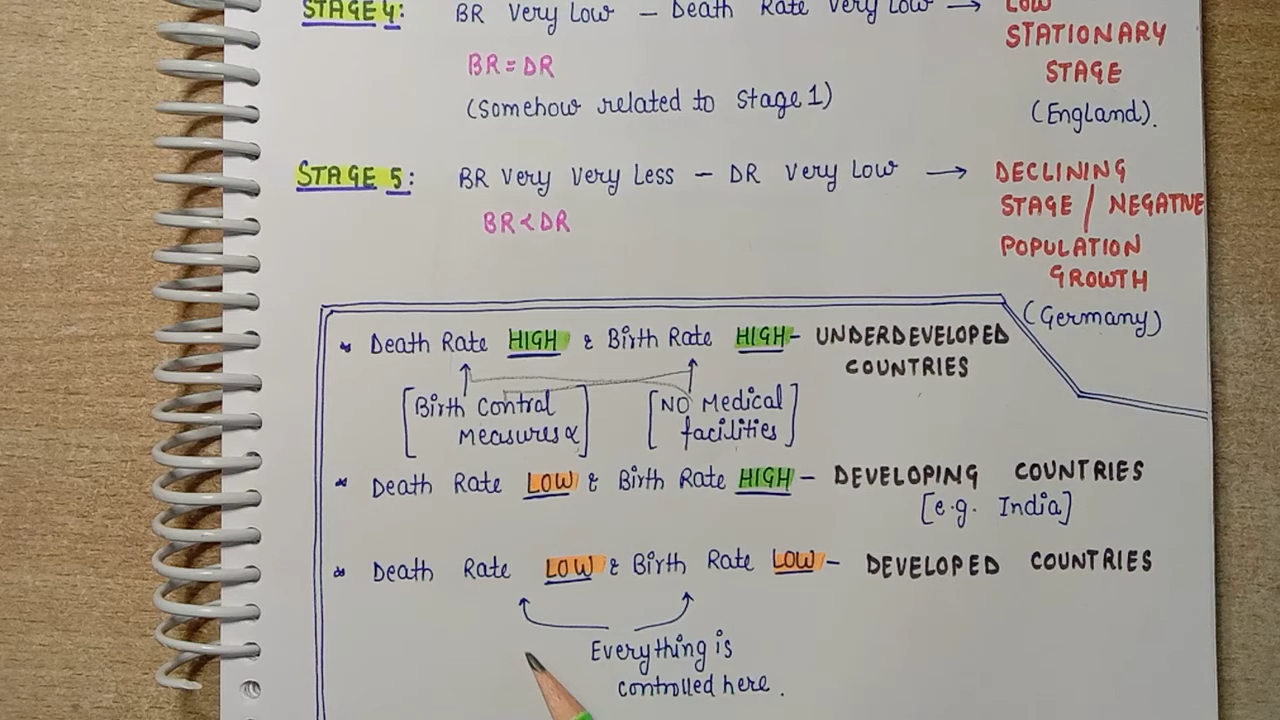 STAGE 4: BR Very Low – Death Rate Very Low → LOW
STATIONARY
STAGE
(England).
BR = DR
(Somehow related to Stage 1)
STAGE 5: BR Very Very Less – DR Very Low → DECLINING
STAGE / NEGATIVE
POPULATION
GROWTH
(Germany)
BR < DR
* Death Rate HIGH & Birth Rate HIGH – UNDERDEVELOPED
COUNTRIES
[Birth Control
Measures x]
[NO Medical
facilities]
* Death Rate LOW & Birth Rate HIGH – DEVELOPING COUNTRIES
[e.g. India]
* Death Rate LOW & Birth Rate LOW – DEVELOPED COUNTRIES
Everything is
controlled here.